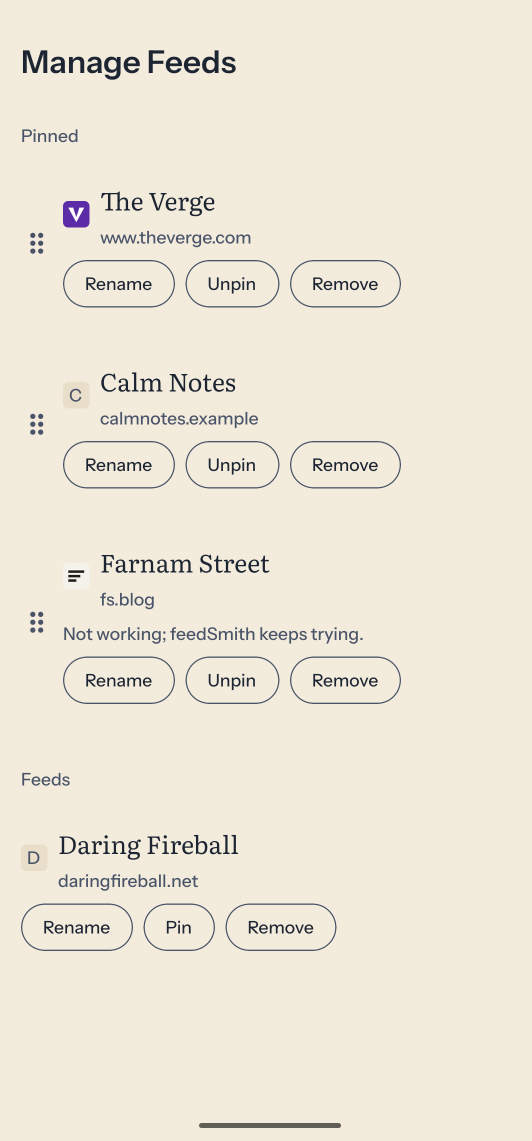 Manage Feeds
Pinned
V
The Verge
www.theverge.com
Rename Unpin Remove
C
Calm Notes
calmnotes.example
Rename Unpin Remove
Farnam Street
fs.blog
Not working; feedSmith keeps trying.
Rename Unpin Remove
Feeds
D
Daring Fireball
daringfireball.net
Rename Pin Remove